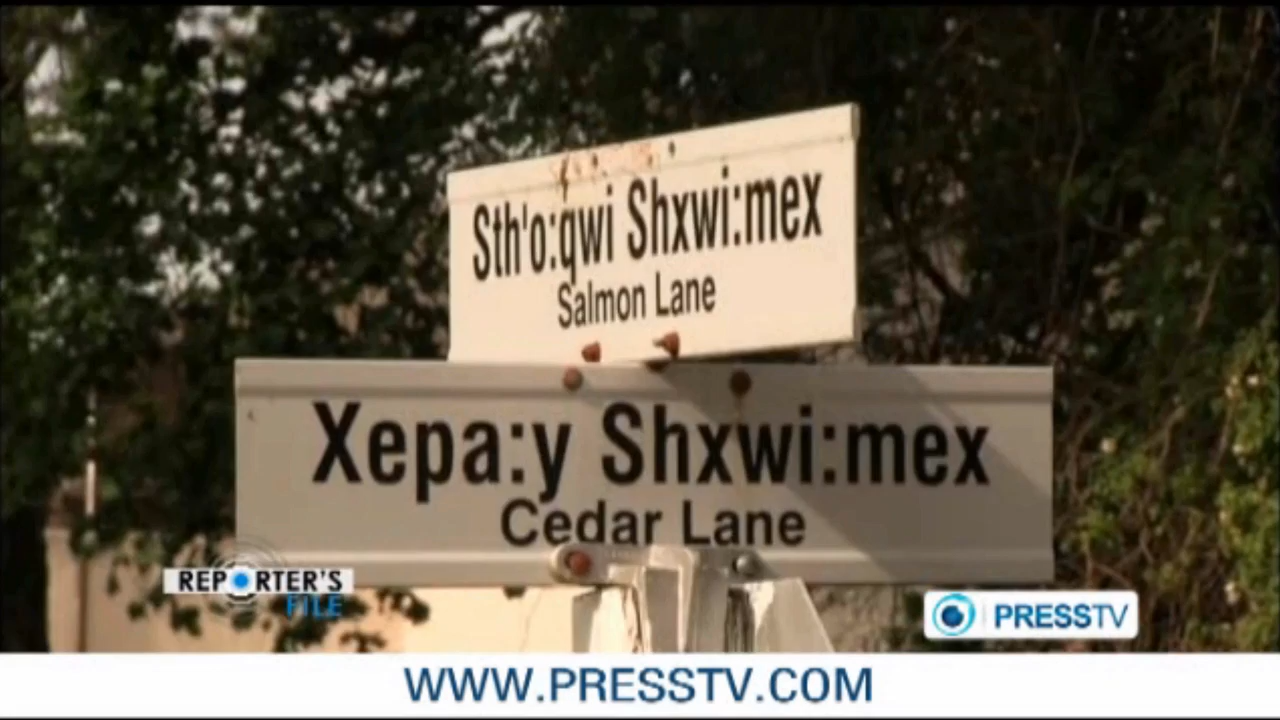 Sth'o:qwi Shxwi:mex
Salmon Lane
Xepa:y Shxwi:mex
Cedar Lane
REPORTER'S
FILE
PRESSTV
WWW.PRESSTV.COM